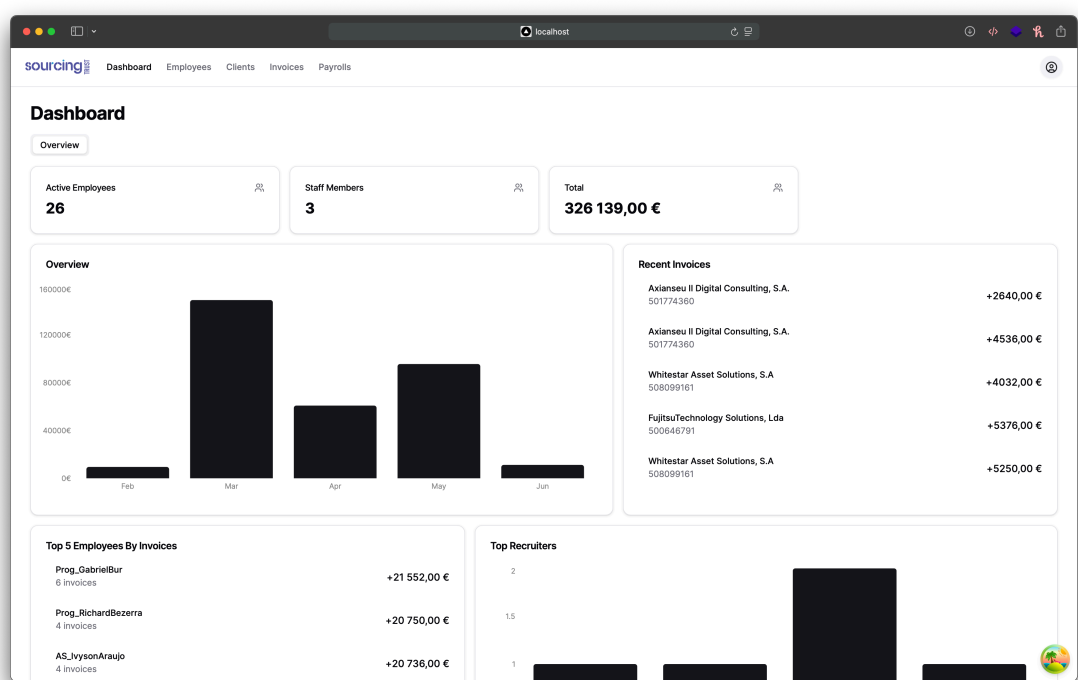 localhost
sourcing TRUST
Dashboard Employees Clients Invoices Payrolls
Dashboard
Overview
Active Employees
26
Staff Members
3
Total
326 139,00 €
Overview
160000€
120000€
80000€
40000€
0€
Feb Mar Apr May Jun
Recent Invoices
Axianseu II Digital Consulting, S.A.
501774360
+2640,00 €
Axianseu II Digital Consulting, S.A.
501774360
+4536,00 €
Whitestar Asset Solutions, S.A
508099161
+4032,00 €
FujitsuTechnology Solutions, Lda
500646791
+5376,00 €
Whitestar Asset Solutions, S.A
508099161
+5250,00 €
Top 5 Employees By Invoices
Prog_GabrielBur
6 invoices
+21 552,00 €
Prog_RichardBezerra
4 invoices
+20 750,00 €
AS_IvysonAraujo
4 invoices
+20 736,00 €
Top Recruiters
2
1.5
1